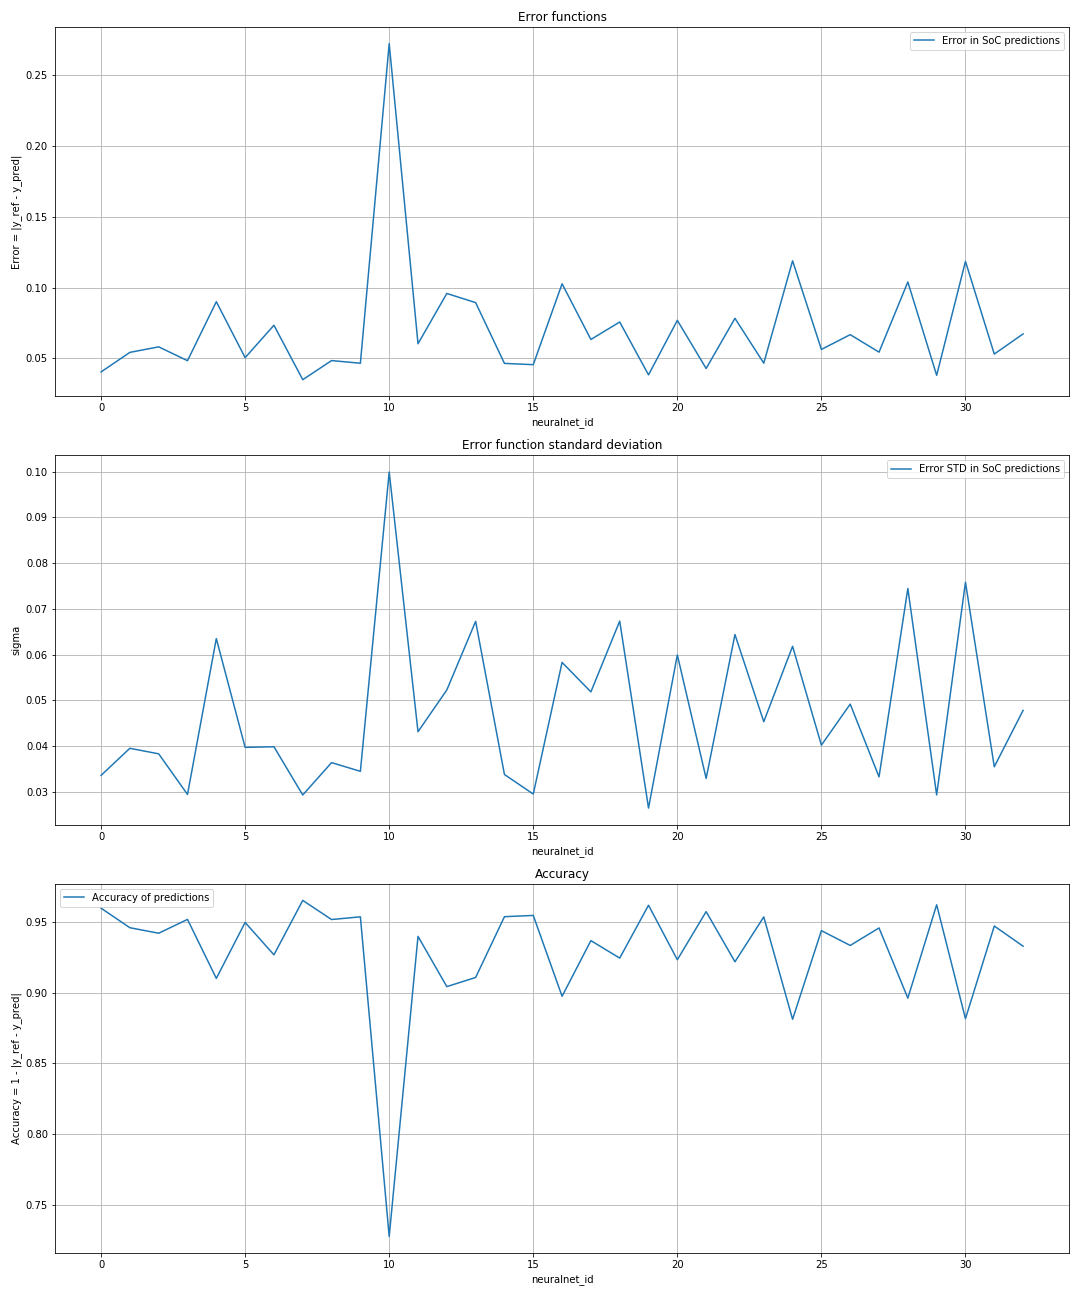 Error functions
Error in SoC predictions
Error = |y_ref - y_pred|
0.25
0.20
0.15
0.10
0.05
0 5 10 15 20 25 30
neuralnet_id
Error function standard deviation
Error STD in SoC predictions
sigma
0.10
0.09
0.08
0.07
0.06
0.05
0.04
0.03
0 5 10 15 20 25 30
neuralnet_id
Accuracy
Accuracy of predictions
Accuracy = 1 - |y_ref - y_pred|
0.95
0.90
0.85
0.80
0.75
0 5 10 15 20 25 30
neuralnet_id